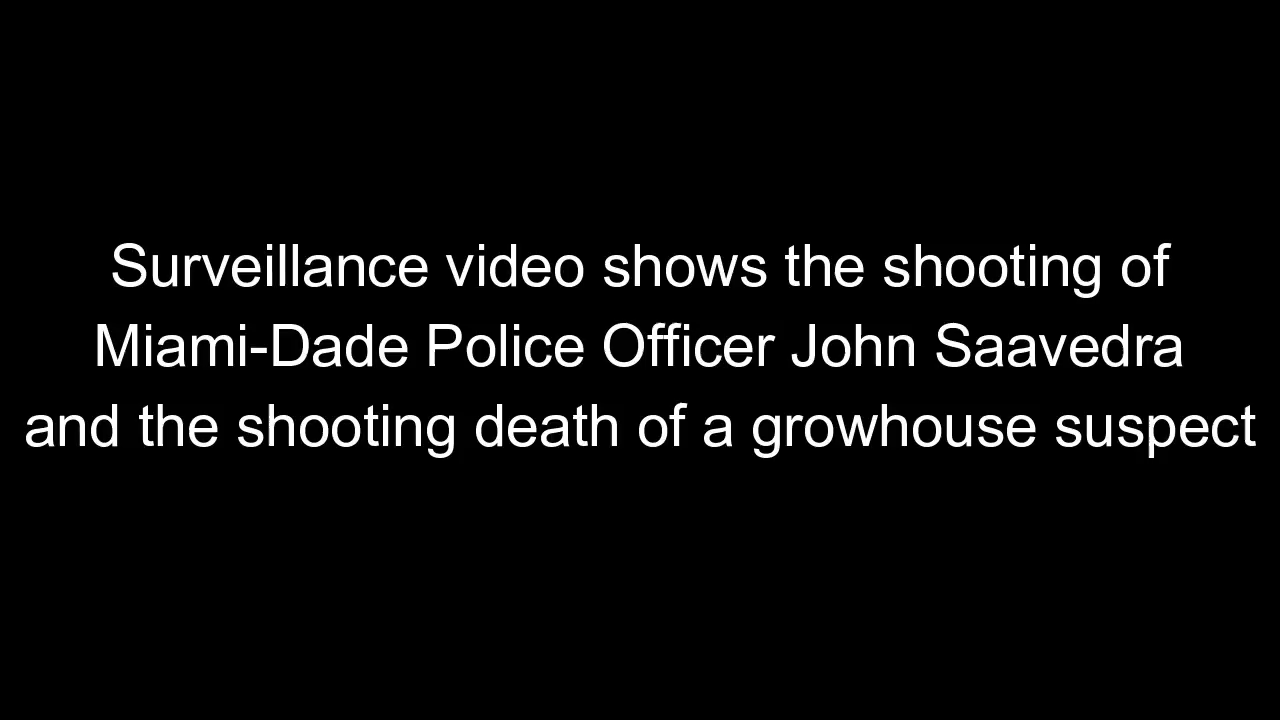 Surveillance video shows the shooting of
Miami-Dade Police Officer John Saavedra
and the shooting death of a growhouse suspect